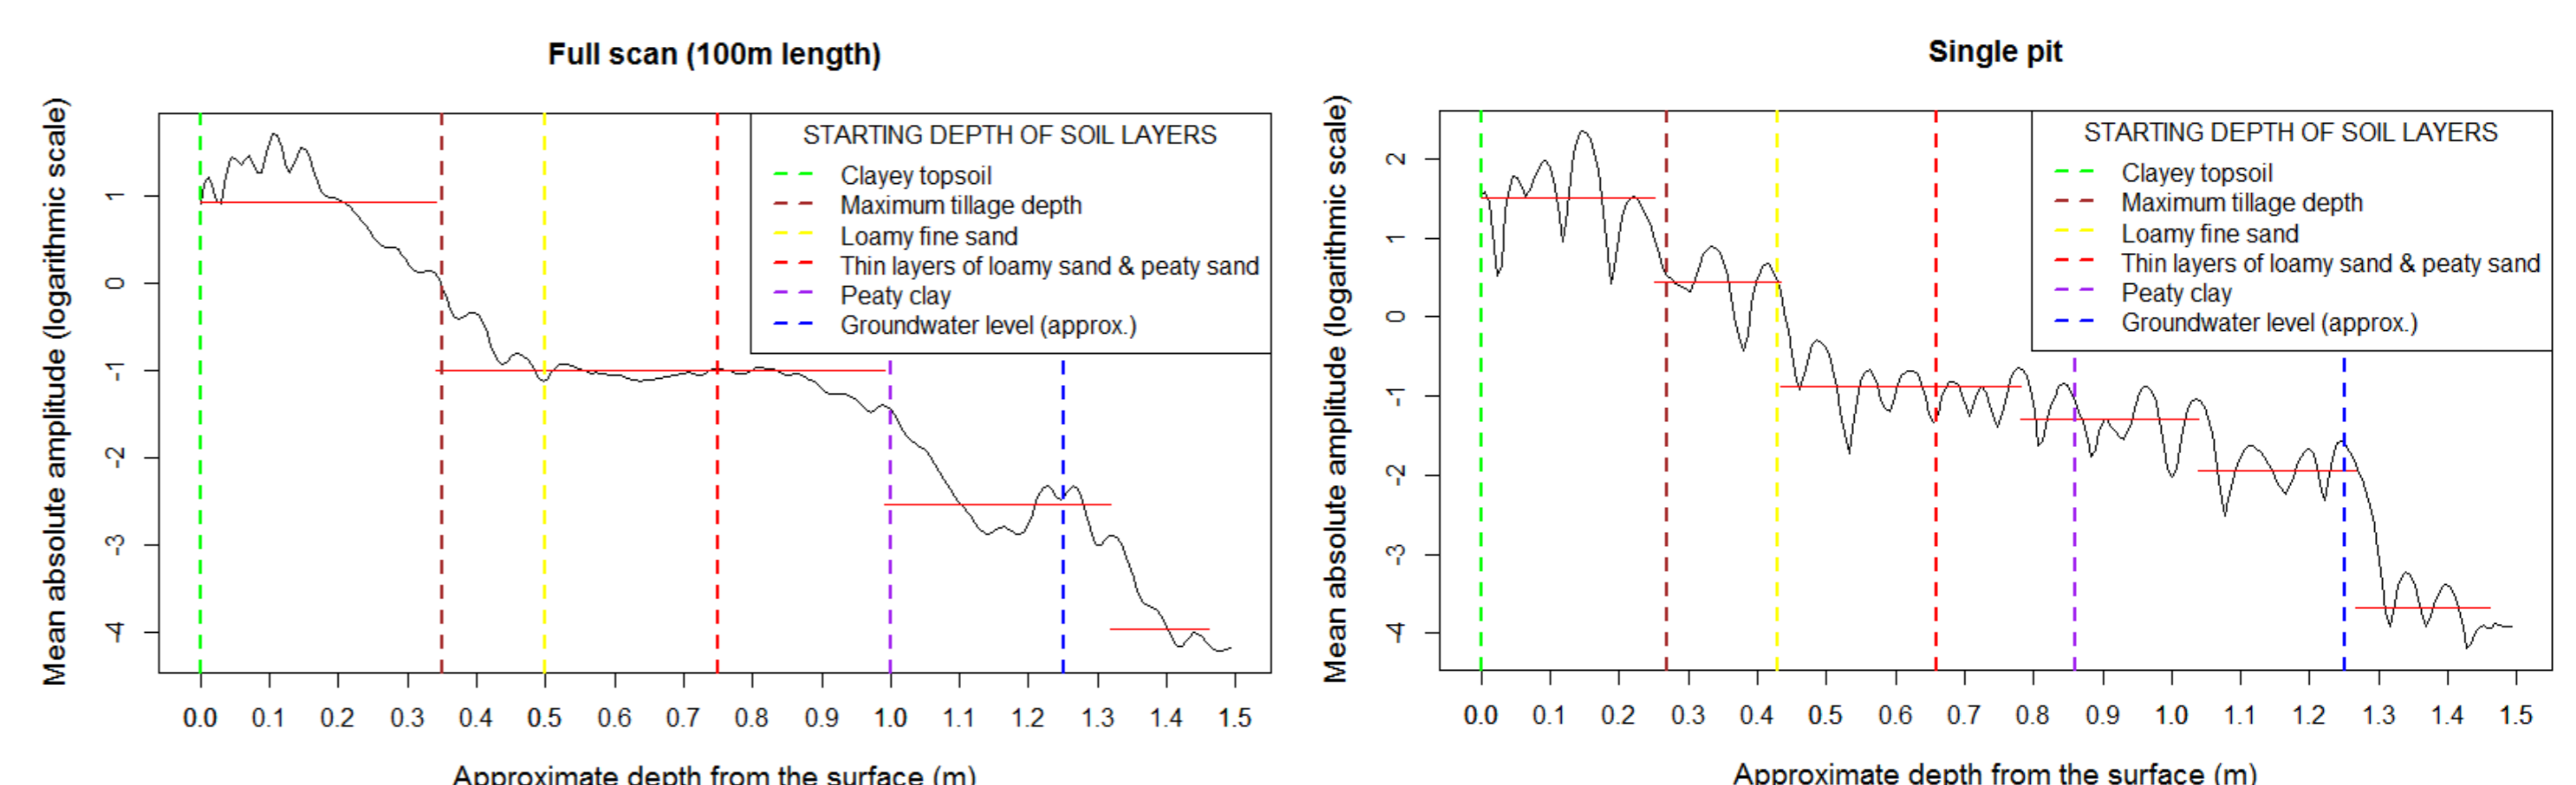 Full scan (100m length)
Mean absolute amplitude (logarithmic scale)
1
0
-1
-2
-3
-4
STARTING DEPTH OF SOIL LAYERS
Clayey topsoil
Maximum tillage depth
Loamy fine sand
Thin layers of loamy sand & peaty sand
Peaty clay
Groundwater level (approx.)
0.0 0.1 0.2 0.3 0.4 0.5 0.6 0.7 0.8 0.9 1.0 1.1 1.2 1.3 1.4 1.5
Approximate depth from the surface (m)
Single pit
Mean absolute amplitude (logarithmic scale)
2
1
0
-1
-2
-3
-4
STARTING DEPTH OF SOIL LAYERS
Clayey topsoil
Maximum tillage depth
Loamy fine sand
Thin layers of loamy sand & peaty sand
Peaty clay
Groundwater level (approx.)
0.0 0.1 0.2 0.3 0.4 0.5 0.6 0.7 0.8 0.9 1.0 1.1 1.2 1.3 1.4 1.5
Approximate depth from the surface (m)